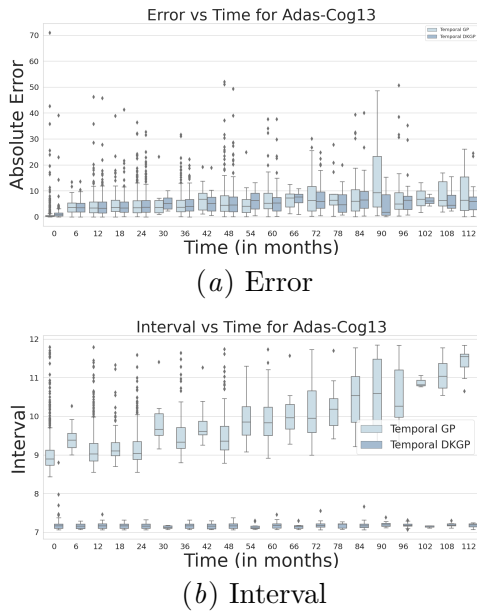 Error vs Time for Adas-Cog13
Temporal GP
Temporal DKGP
Absolute Error
70
60
50
40
30
20
10
0
0 6 12 18 24 30 36 42 48 54 60 66 72 78 84 90 96 102 108 112
Time (in months)
(a) Error
Interval vs Time for Adas-Cog13
Interval
12
11
10
9
8
7
Temporal GP
Temporal DKGP
0 6 12 18 24 30 36 42 48 54 60 66 72 78 84 90 96 102 108 112
Time (in months)
(b) Interval